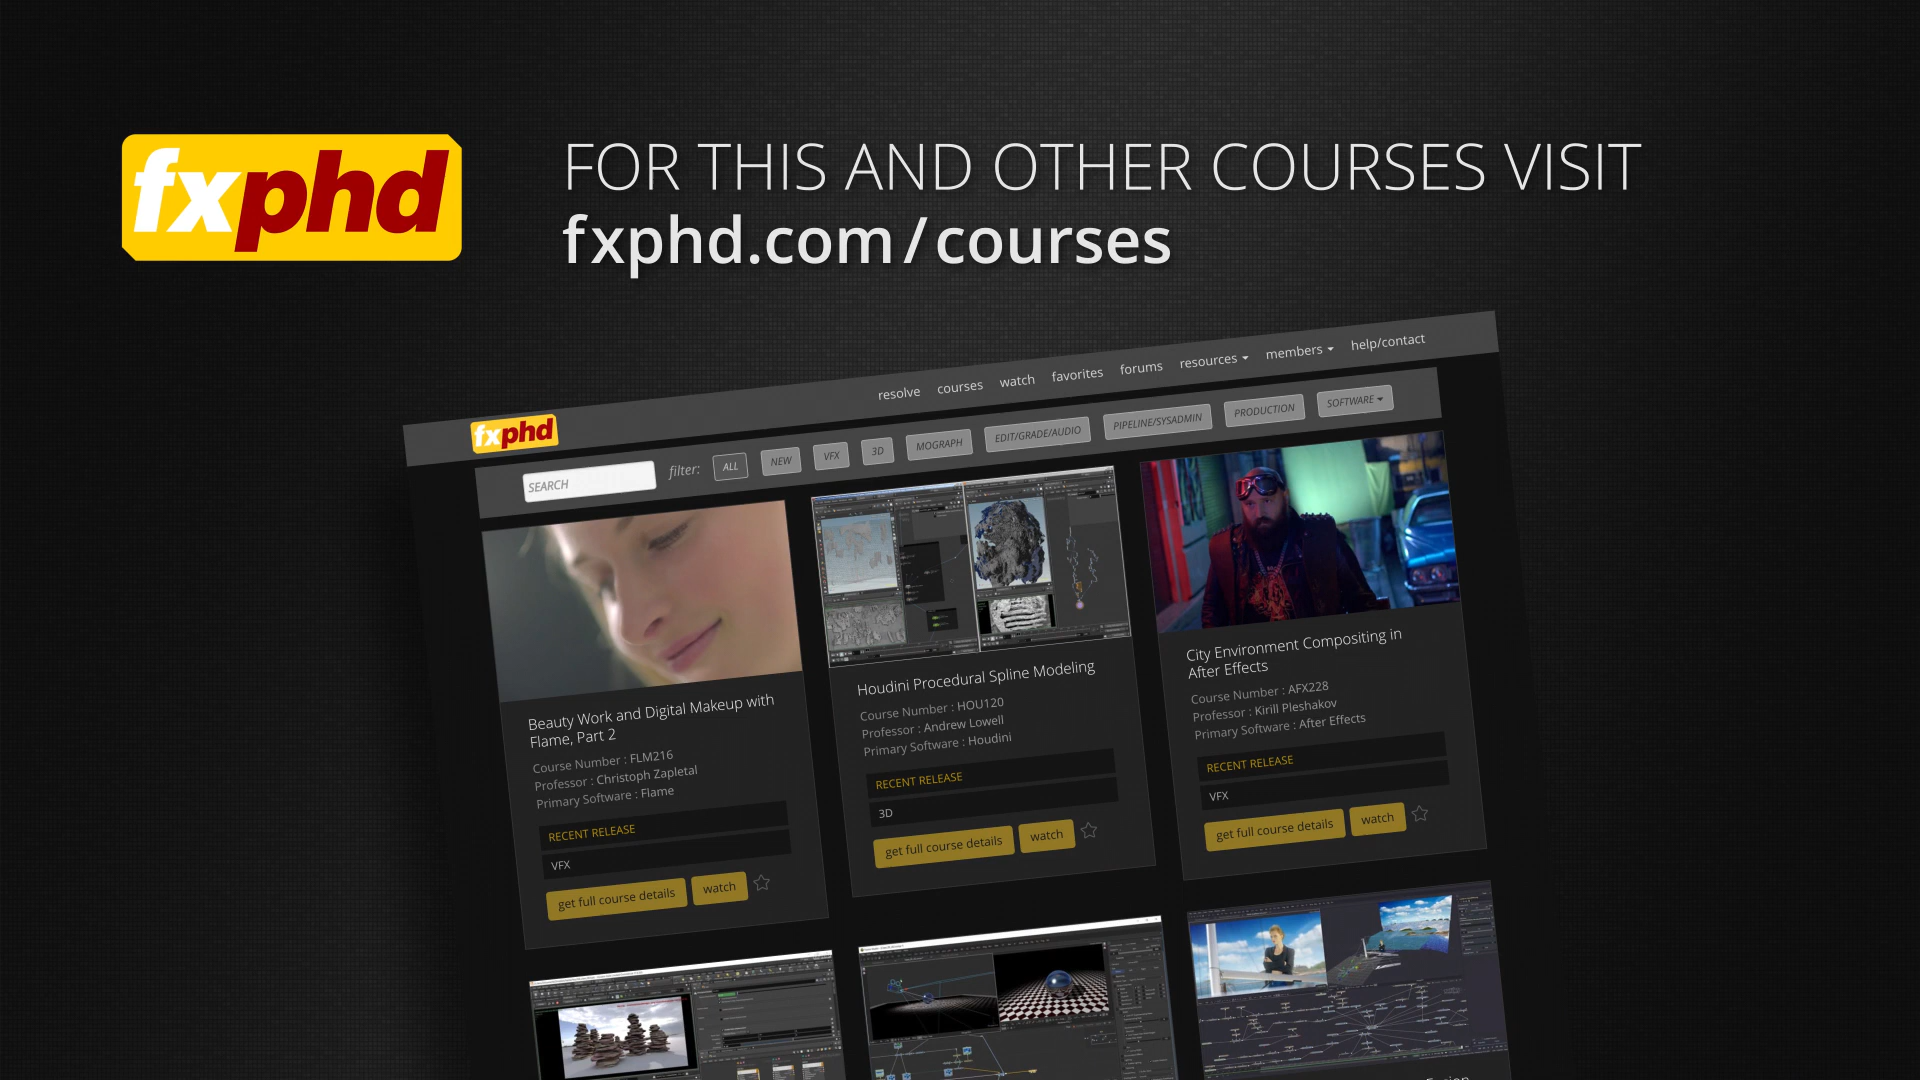 fxphd
FOR THIS AND OTHER COURSES VISIT
fxphd.com/courses
fxphd
resolve courses watch favorites forums resources members help/contact
SEARCH filter: ALL NEW VFX 3D MOGRAPH EDIT/GRADE/AUDIO PIPELINE/SYSADMIN PRODUCTION SOFTWARE
Beauty Work and Digital Makeup with
Flame, Part 2
Course Number : FLM216
Professor : Christoph Zapletal
Primary Software : Flame
RECENT RELEASE
VFX
get full course details watch
Houdini Procedural Spline Modeling
Course Number : HOU120
Professor : Andrew Lowell
Primary Software : Houdini
RECENT RELEASE
3D
get full course details watch
City Environment Compositing in
After Effects
Course Number : AFX228
Professor : Kirill Pleshakov
Primary Software : After Effects
RECENT RELEASE
VFX
get full course details watch